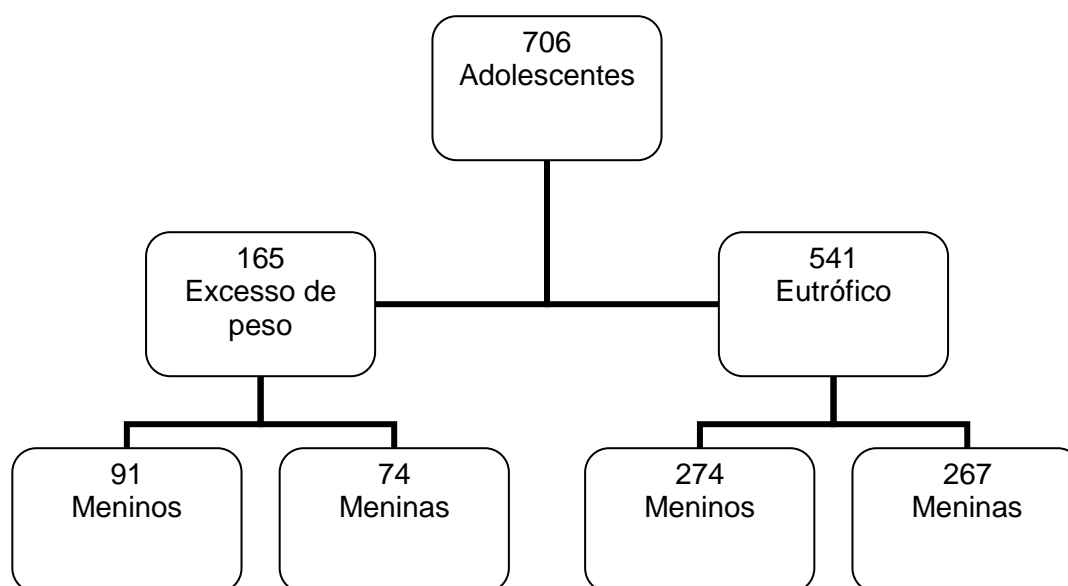 706
Adolescentes
165
Excesso de
peso
541
Eutrófico
91
Meninos
74
Meninas
274
Meninos
267
Meninas